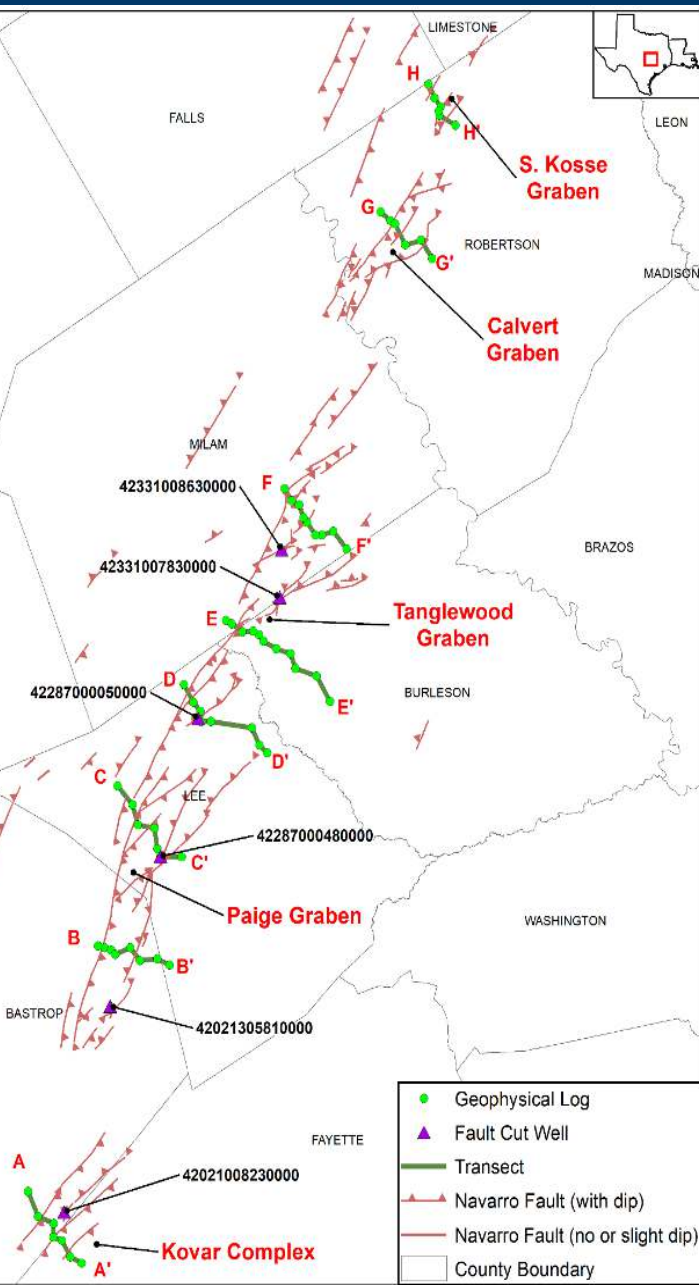 LIMESTONE
H
FALLS
LEON
H'
S. Kosse
Graben
G
ROBERTSON
G'
MADISON
Calvert
Graben
MILAM
42331008630000
F
F'
BRAZOS
42331007830000
E
Tanglewood
Graben
D
42287000050000
BURLESON
E'
D'
C
LEE
42287000480000
C'
Paige Graben
WASHINGTON
B
B'
BASTROP
42021305810000
FAYETTE
A
42021008230000
Kovar Complex
A'
Geophysical Log
Fault Cut Well
Transect
Navarro Fault (with dip)
Navarro Fault (no or slight dip)
County Boundary